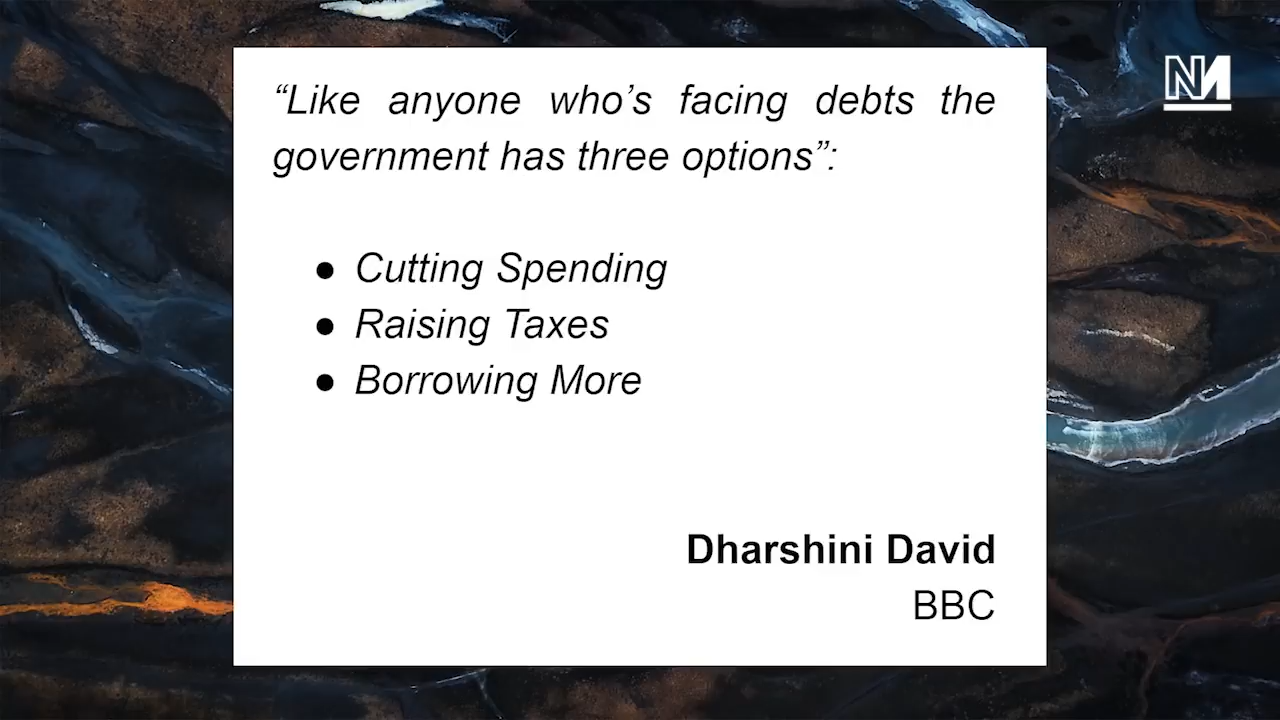 “Like anyone who’s facing debts the
government has three options”:
● Cutting Spending
● Raising Taxes
● Borrowing More
Dharshini David
BBC
NM